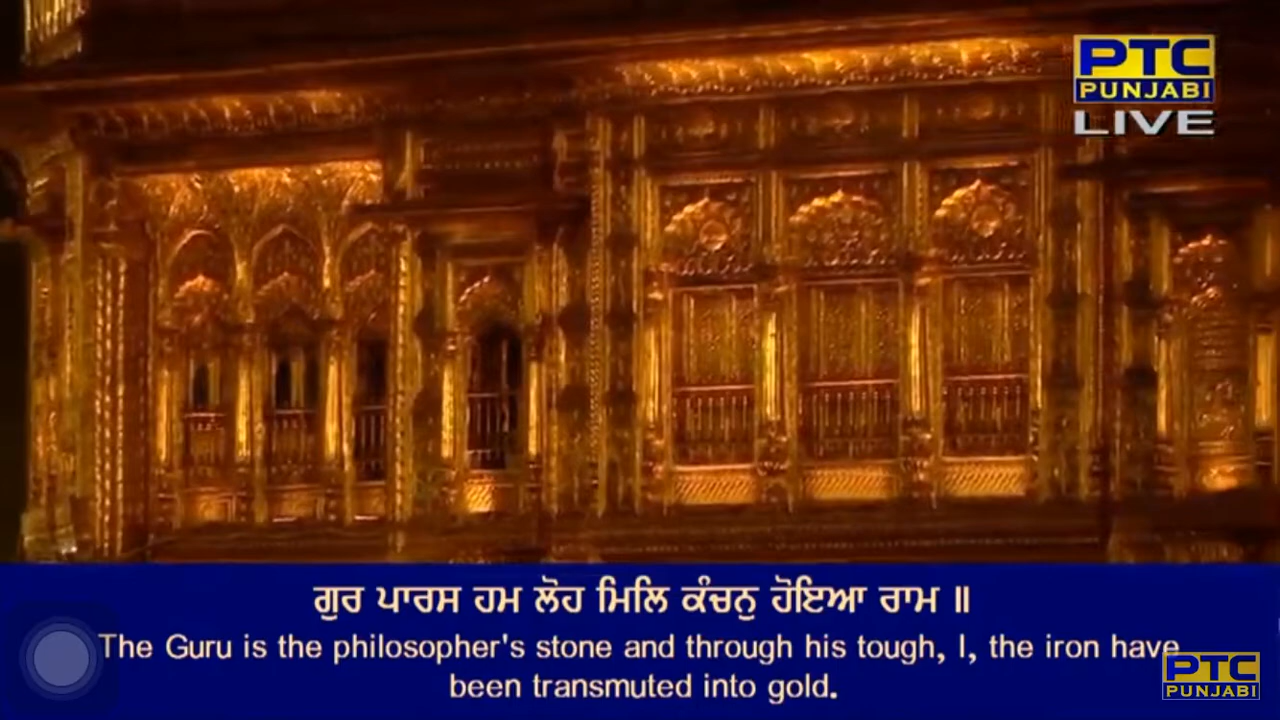 PTC
PUNJABI
LIVE
ਗੁਰ ਪਾਰਸ ਹਮ ਲੋਹ ਮਿਲਿ ਕੰਚਨੁ ਹੋਇਆ ਰਾਮ ॥
The Guru is the philosopher's stone and through his tough, I, the iron have
been transmuted into gold.
PTC
PUNJABI